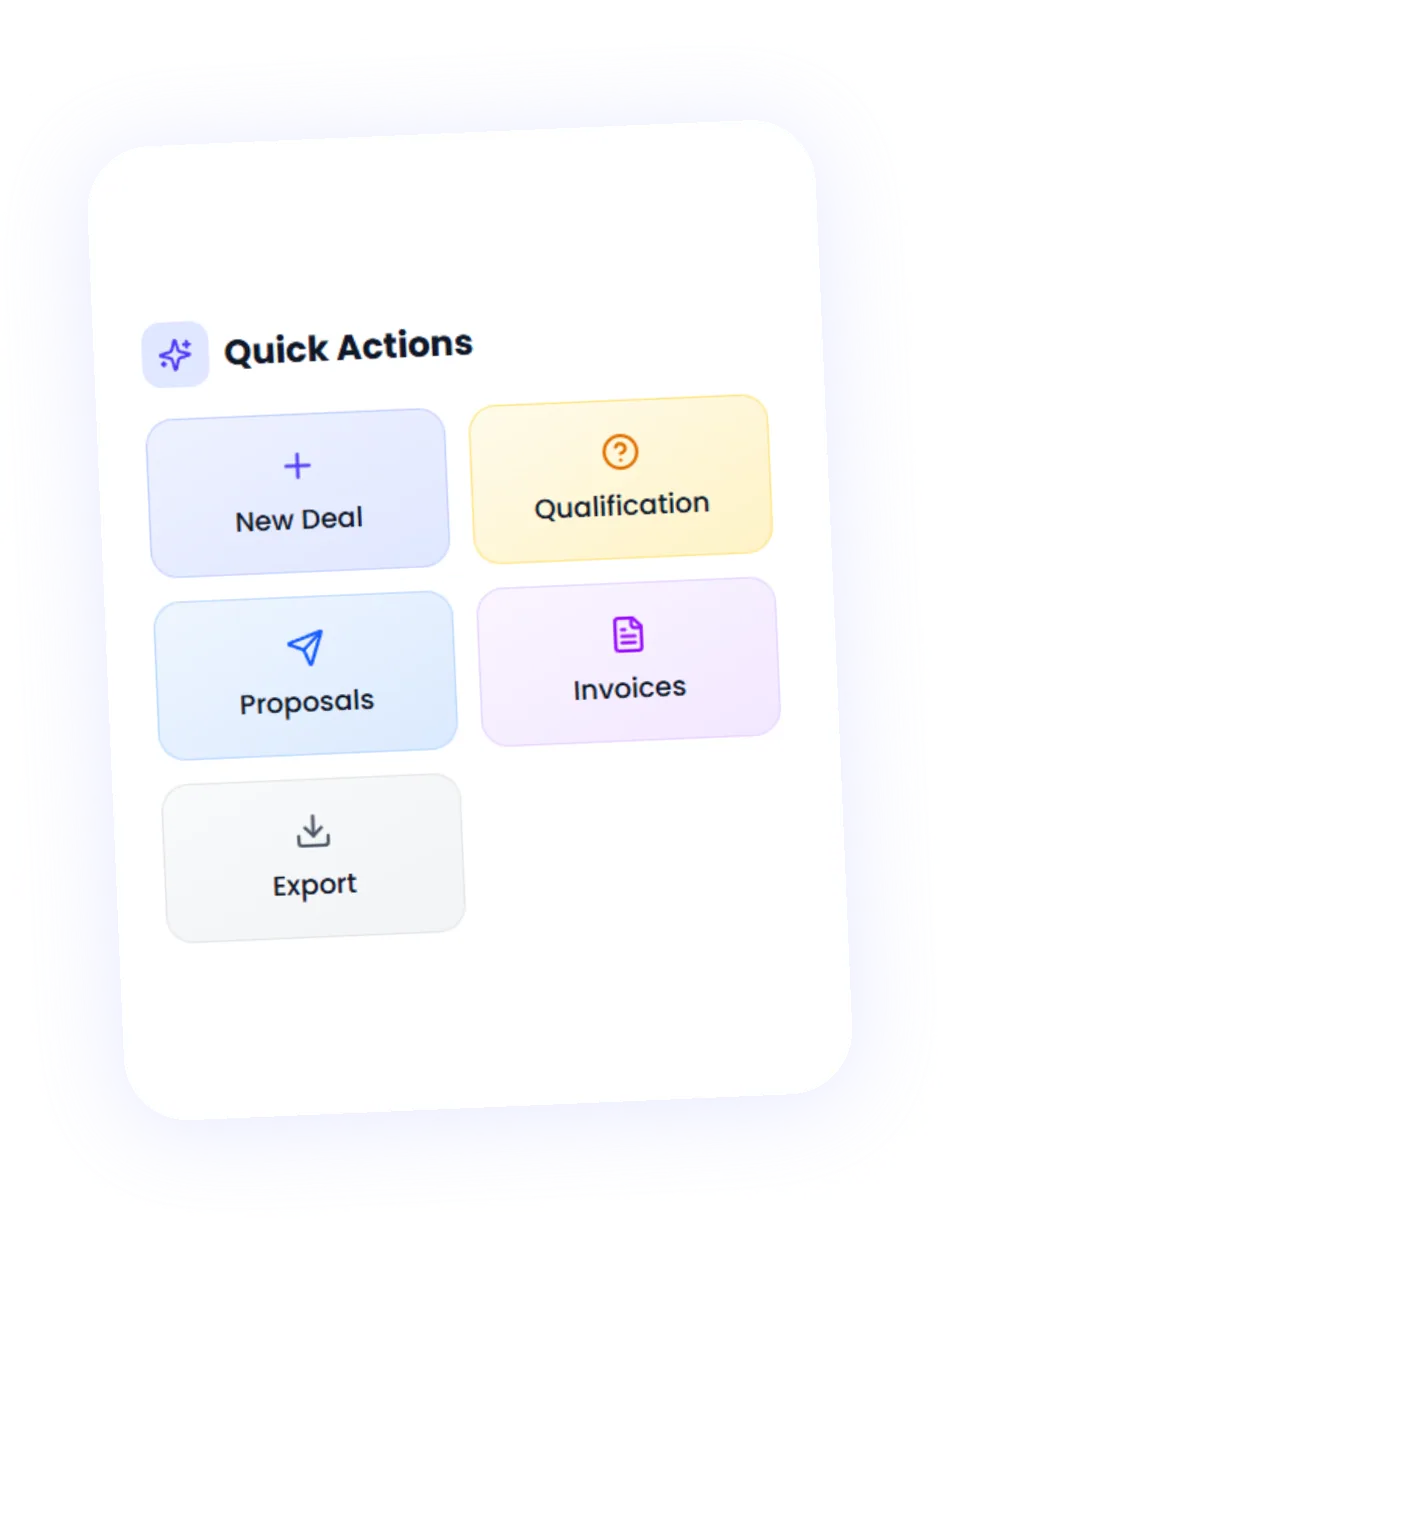 Quick Actions
New Deal
Qualification
Proposals
Invoices
Export